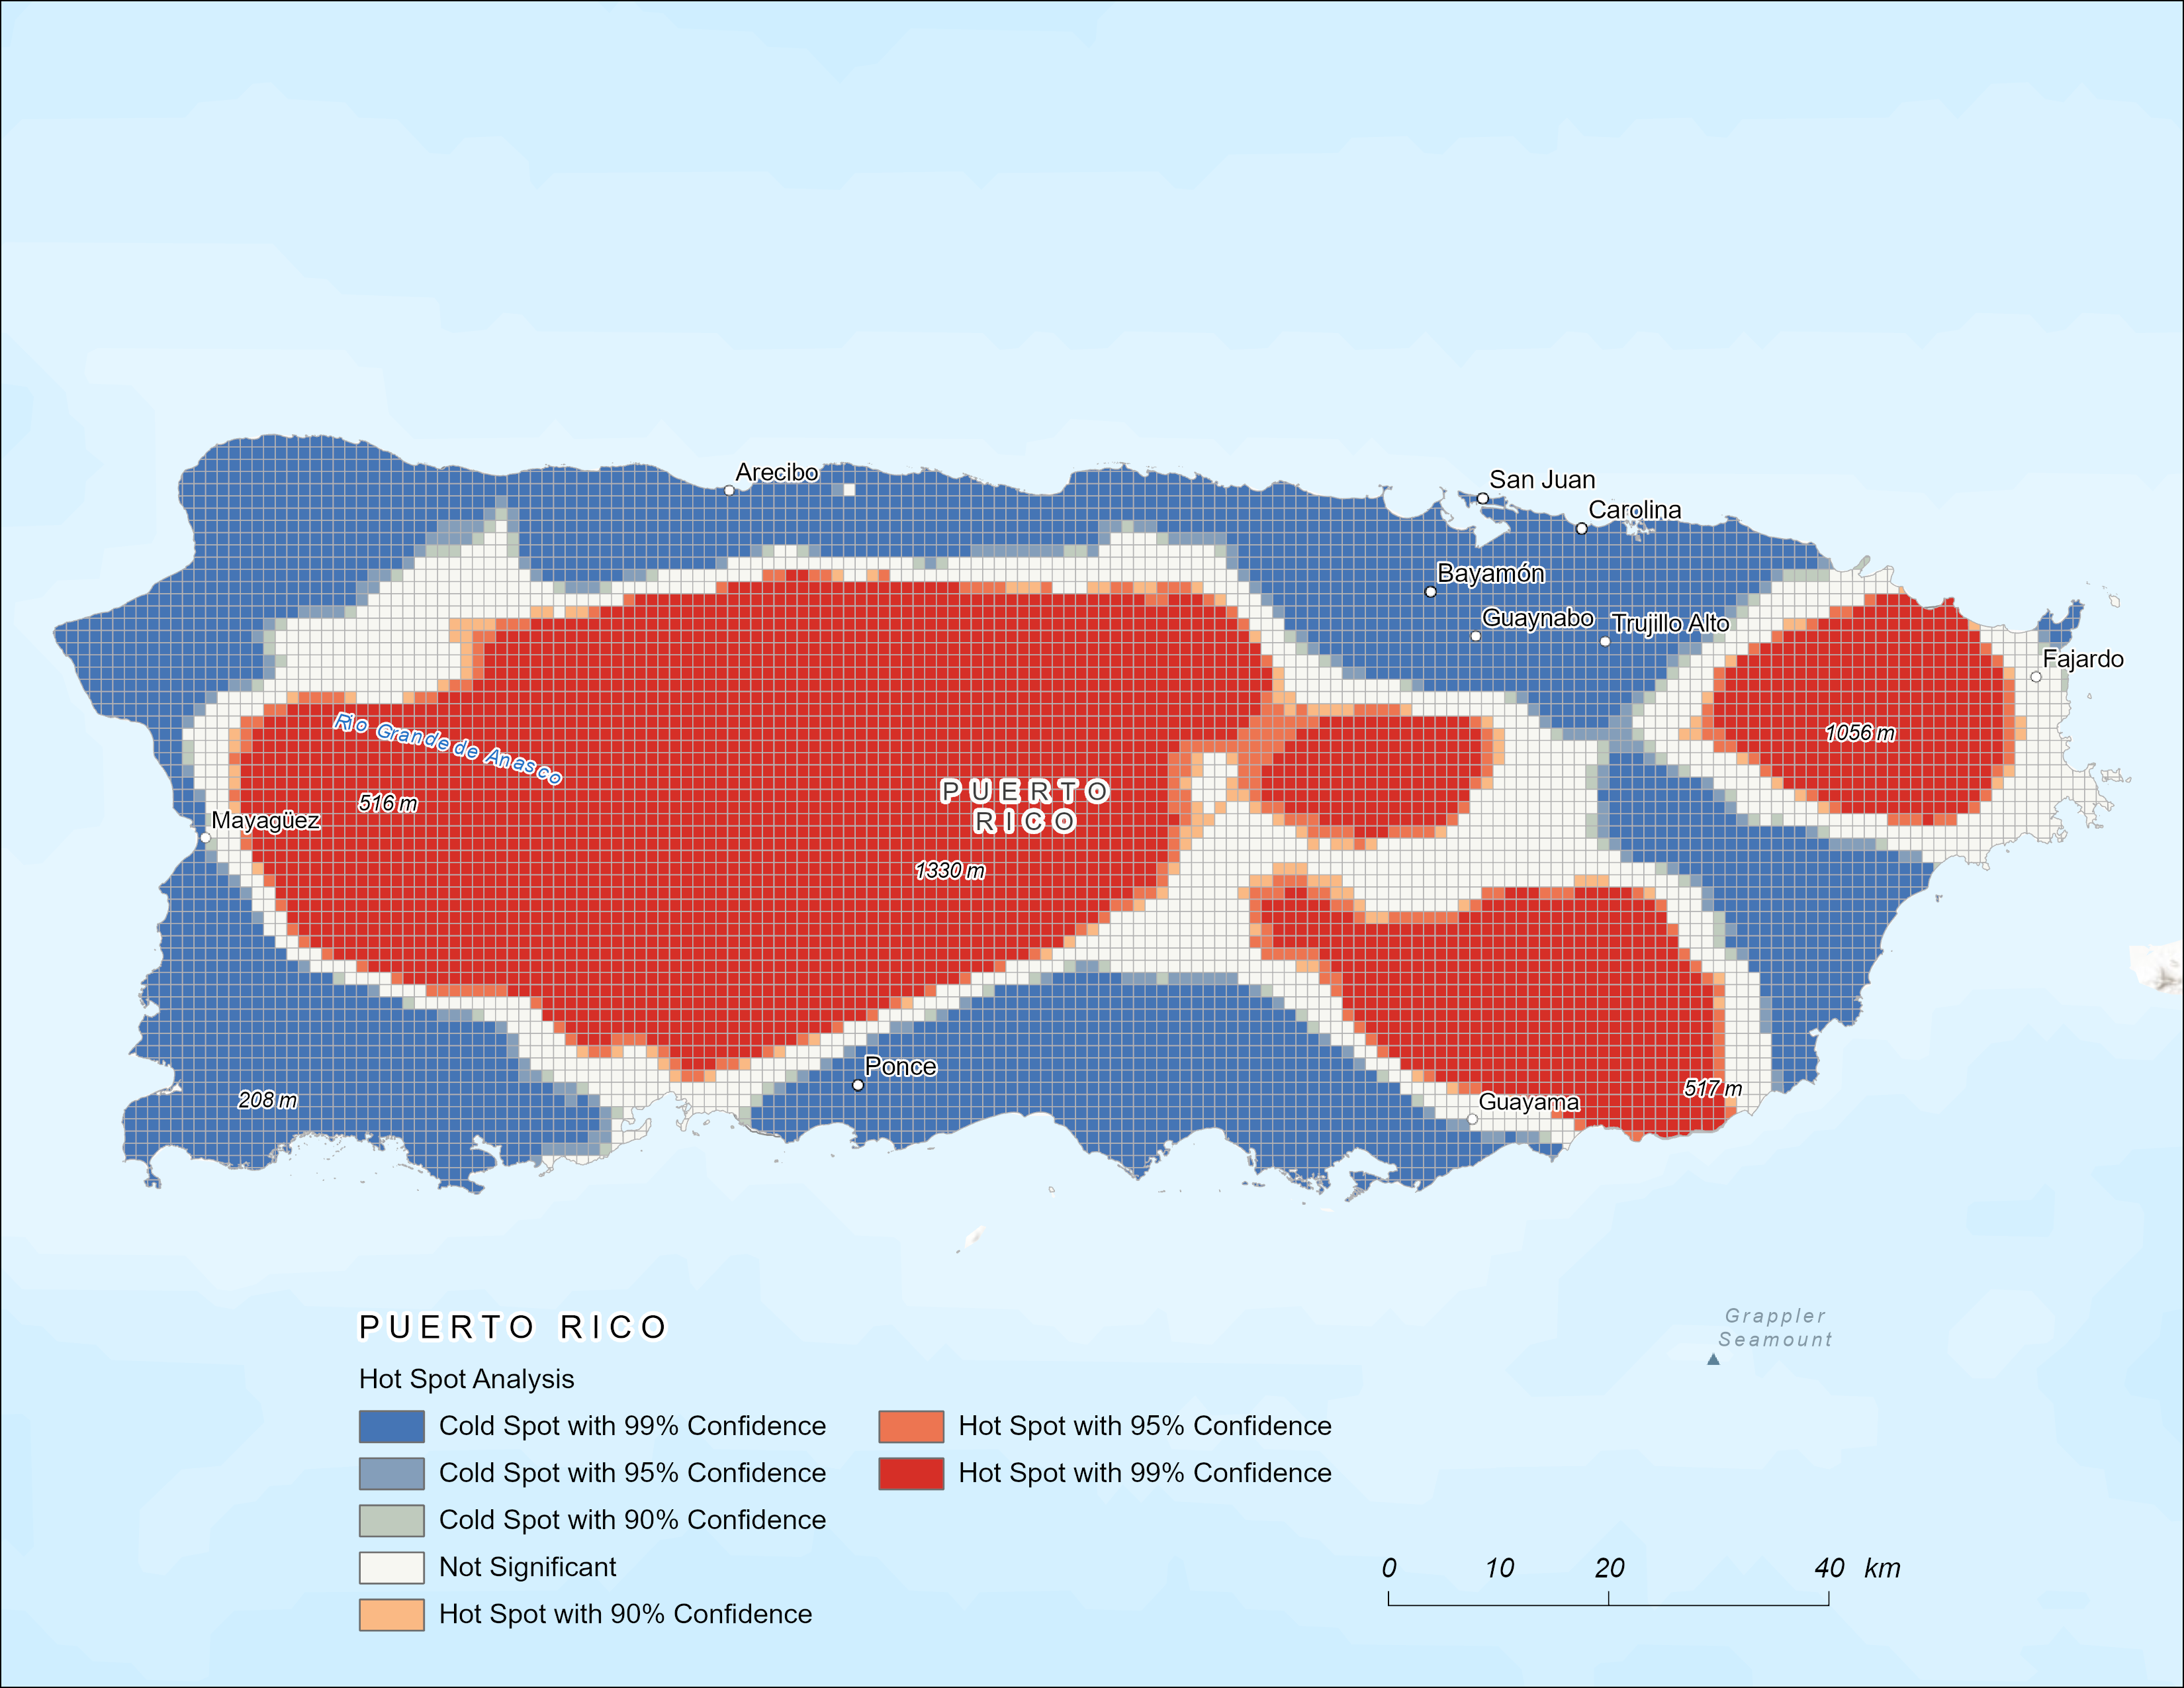 Arecibo
San Juan
Carolina
Bayamón
Guaynabo
Trujillo Alto
Fajardo
Rio Grande de Anasco
1056 m
516 m
PUERTO
RICO
Mayagüez
1330 m
Ponce
208 m
517 m
Guayama
Grappler
Seamount
PUERTO RICO
Hot Spot Analysis
Cold Spot with 99% Confidence
Cold Spot with 95% Confidence
Cold Spot with 90% Confidence
Not Significant
Hot Spot with 90% Confidence
Hot Spot with 95% Confidence
Hot Spot with 99% Confidence
0 10 20 40 km